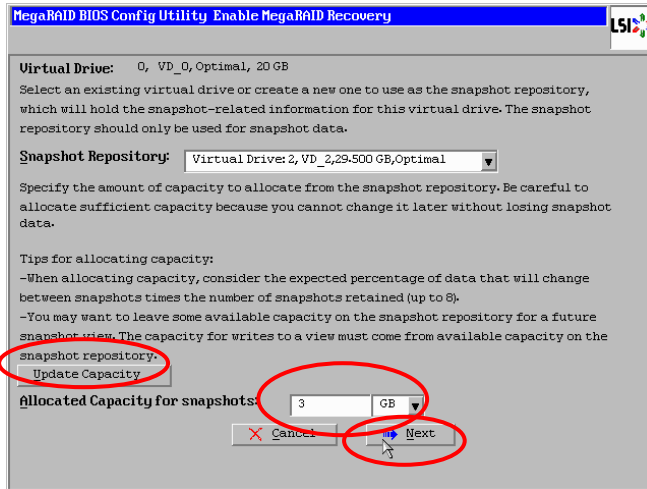 MegaRAID BIOS Config Utility Enable MegaRAID Recovery
LSI
Virtual Drive: 0, VD_0, Optimal, 20 GB
Select an existing virtual drive or create a new one to use as the snapshot repository,
which will hold the snapshot-related information for this virtual drive. The snapshot
repository should only be used for snapshot data.
Snapshot Repository: Virtual Drive: 2, VD_2,29.500 GB,Optimal
Specify the amount of capacity to allocate from the snapshot repository. Be careful to
allocate sufficient capacity because you cannot change it later without losing snapshot
data.
Tips for allocating capacity:
-When allocating capacity, consider the expected percentage of data that will change
between snapshots times the number of snapshots retained (up to 8).
-You may want to leave some available capacity on the snapshot repository for a future
snapshot view. The capacity for writes to a view must come from available capacity on the
snapshot repository.
Update Capacity
Allocated Capacity for snapshots: 3 GB
Cancel Next